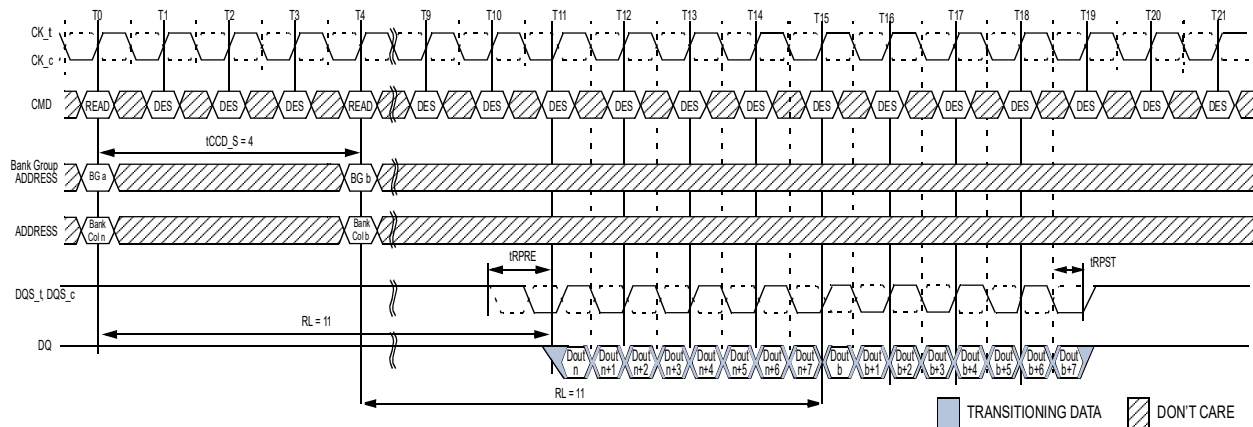 T0 T1 T2 T3 T4 T9 T10 T11 T12 T13 T14 T15 T16 T17 T18 T19 T20 T21
CK_t
CK_c
CMD READ DES DES DES READ DES DES DES DES DES DES DES DES DES DES DES DES DES
tCCD_S = 4
Bank Group
ADDRESS BG a BG b
ADDRESS Bank Col n Bank Col b
tRPRE tRPST
DQS_t, DQS_c
RL = 11
DQ Dout n Dout n+1 Dout n+2 Dout n+3 Dout n+4 Dout n+5 Dout n+6 Dout n+7 Dout b Dout b+1 Dout b+2 Dout b+3 Dout b+4 Dout b+5 Dout b+6 Dout b+7
RL = 11
TRANSITIONING DATA DON'T CARE